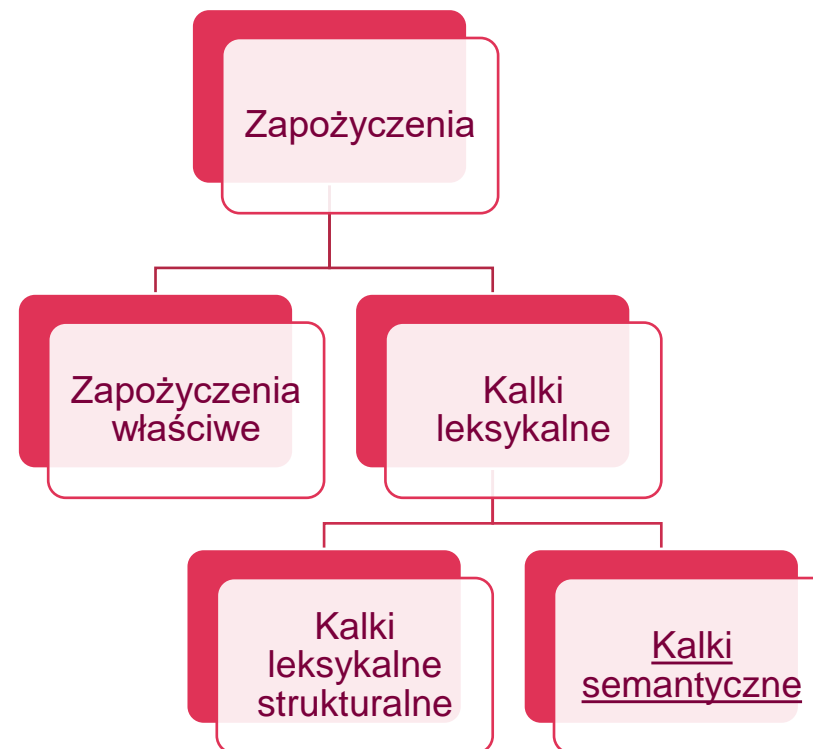 Zapożyczenia
Zapożyczenia
właściwe
Kalki
leksykalne
Kalki
leksykalne
strukturalne
Kalki
semantyczne